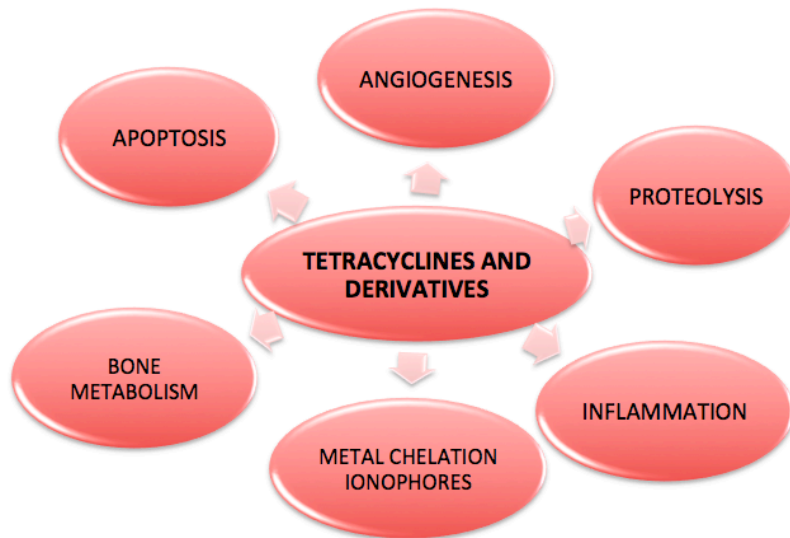 ANGIOGENESIS
APOPTOSIS
PROTEOLYSIS
TETRACYCLINES AND
DERIVATIVES
BONE
METABOLISM
INFLAMMATION
METAL CHELATION
IONOPHORES